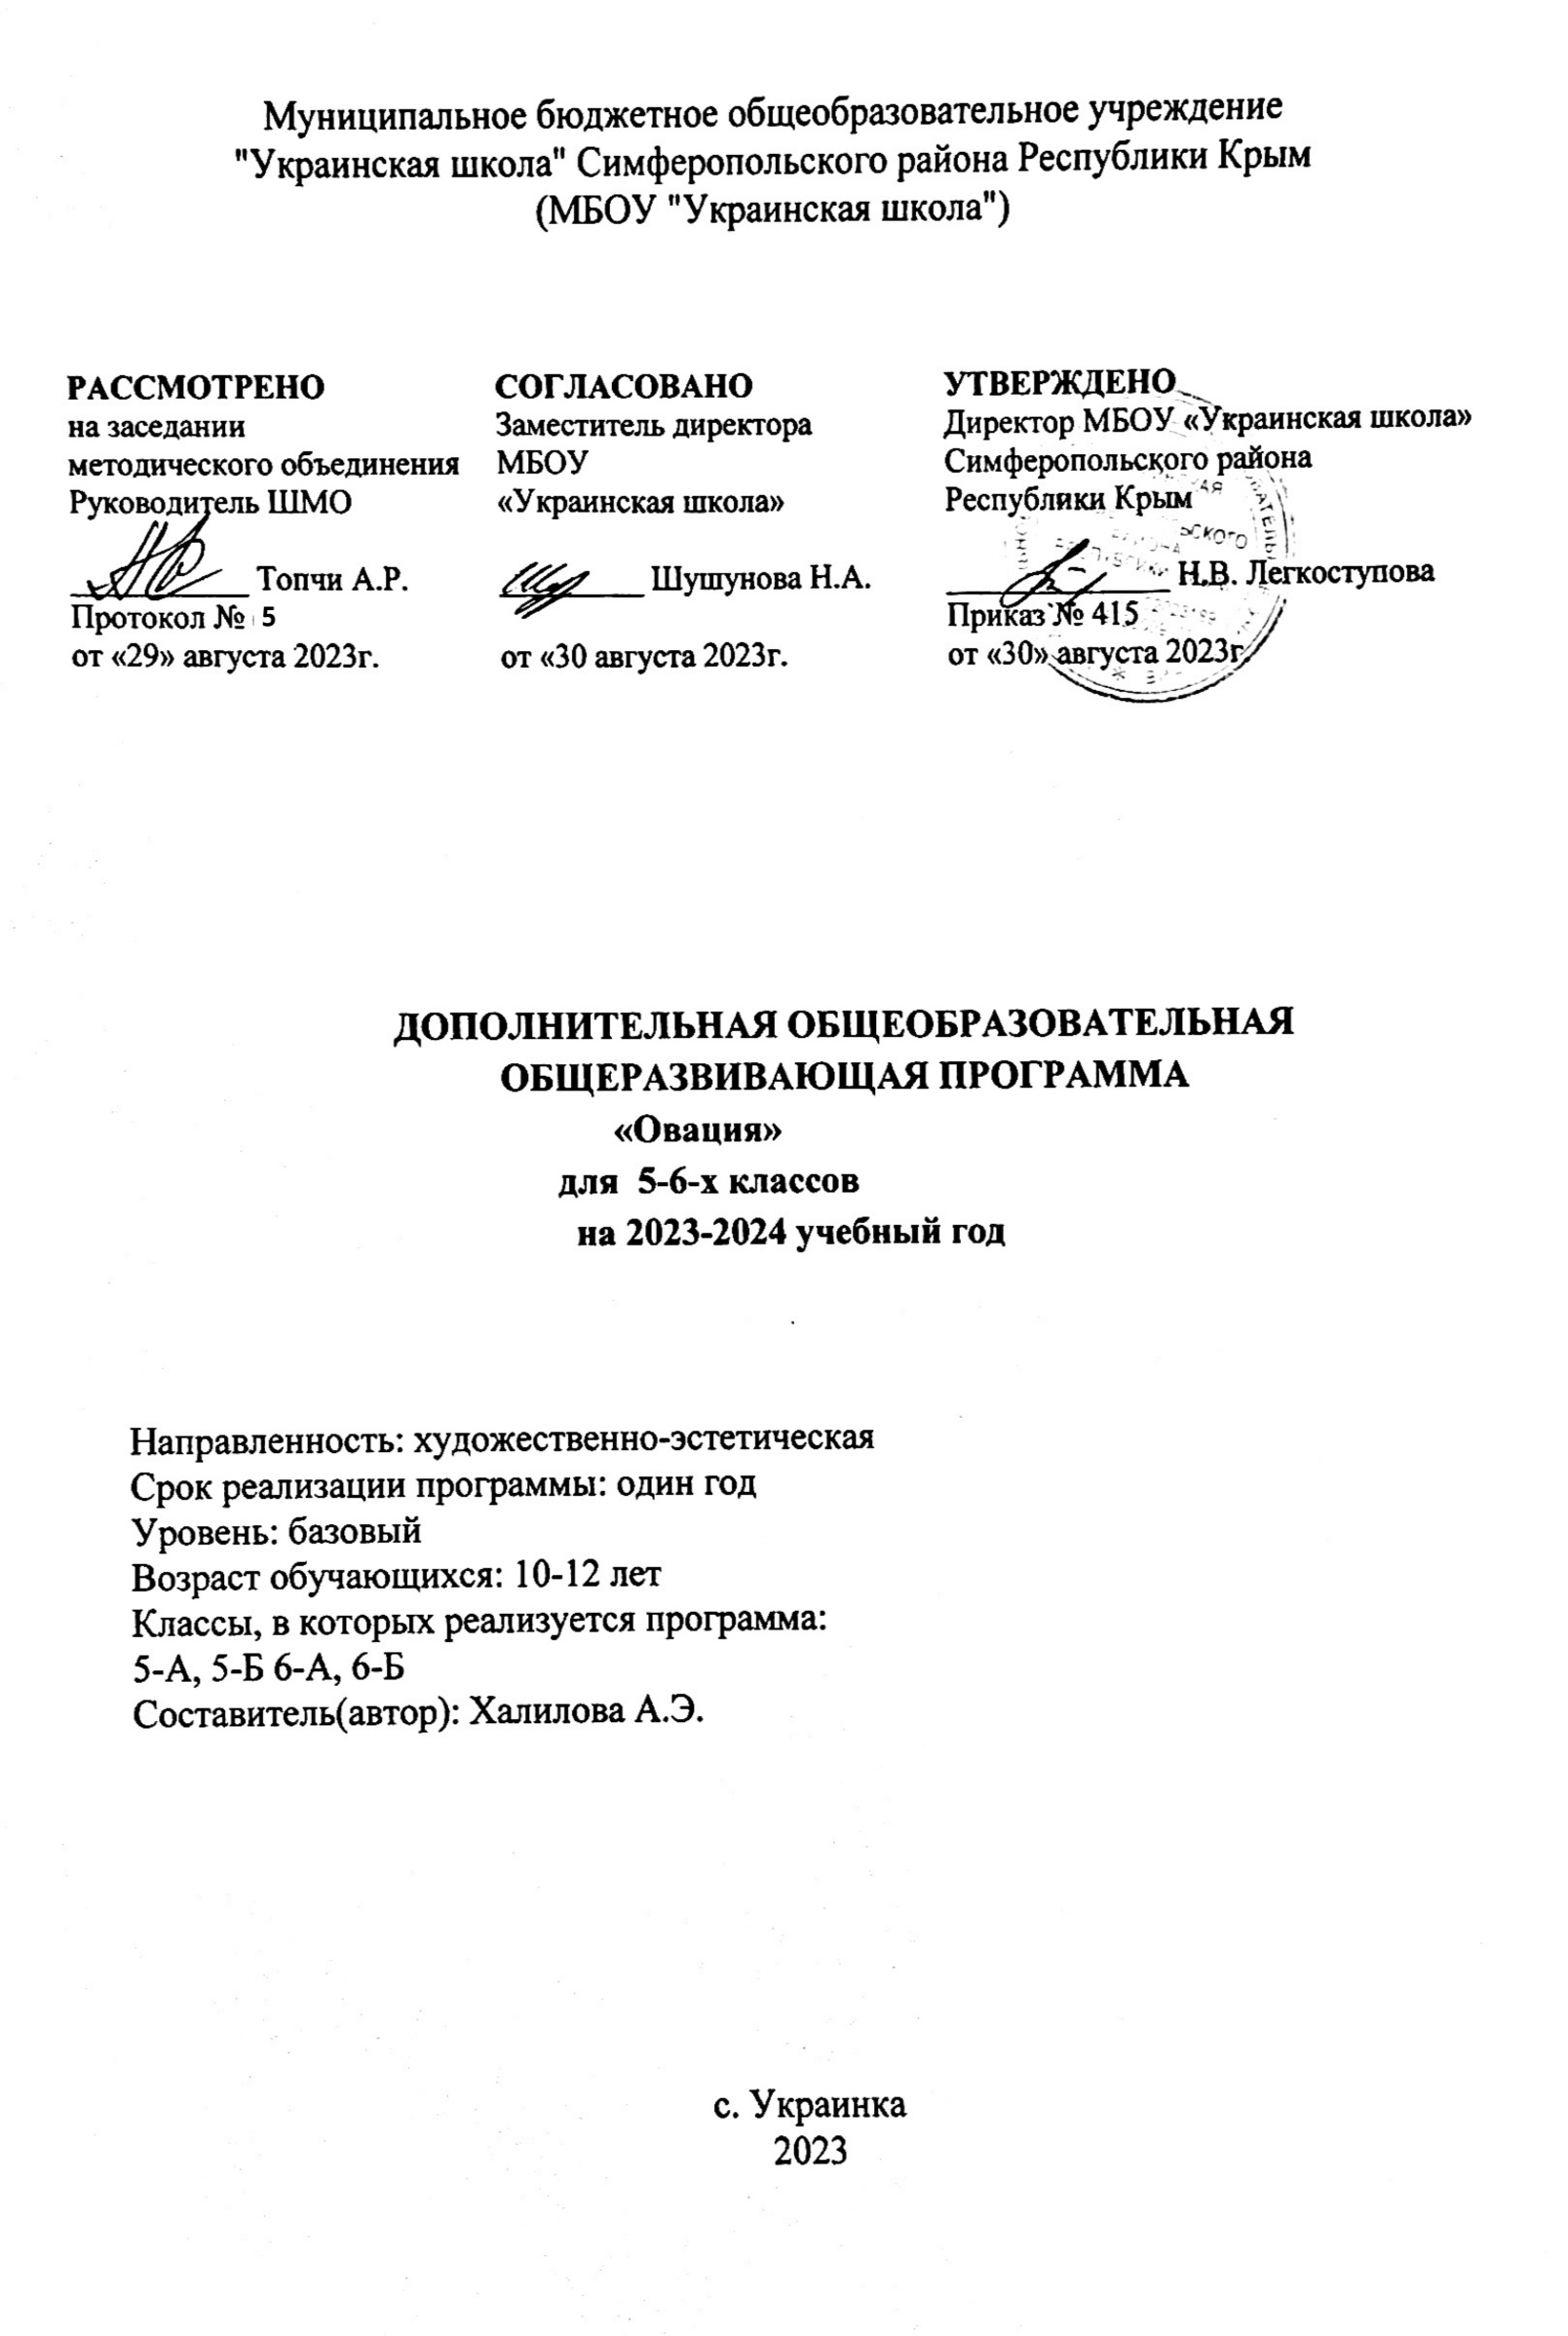 Муниципальное бюджетное общеобразовательное учреждение
"Украинская школа" Симферопольского района Республики Крым
(МБОУ "Украинская школа")
РАССМОТРЕНО
на заседании
методического объединения
Руководитель ШМО
Топчи А.Р.
Протокол № 5
от «29» августа 2023г.
СОГЛАСОВАНО
Заместитель директора
МБОУ
«Украинская школа»
Шушунова Н.А.
от «30 августа 2023г.
УТВЕРЖДЕНО
Директор МБОУ «Украинская школа»
Симферопольского района
Республики Крым
Н.В. Легкоступова
Приказ № 415
от «30» августа 2023г
ДОПОЛНИТЕЛЬНАЯ ОБЩЕОБРАЗОВАТЕЛЬНАЯ
ОБЩЕРАЗВИВАЮЩАЯ ПРОГРАММА
«Овация»
для 5-6-х классов
на 2023-2024 учебный год
Направленность: художественно-эстетическая
Срок реализации программы: один год
Уровень: базовый
Возраст обучающихся: 10-12 лет
Классы, в которых реализуется программа:
5-А, 5-Б 6-А, 6-Б
Составитель(автор): Халилова А.Э.
с. Украинка
2023